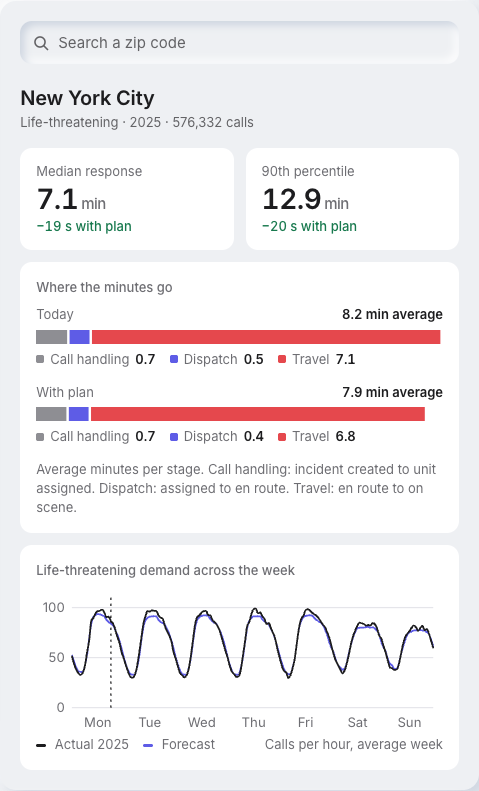 Search a zip code
New York City
Life-threatening · 2025 · 576,332 calls
Median response
7.1 min
−19 s with plan
90th percentile
12.9 min
−20 s with plan
Where the minutes go
Today 8.2 min average
Call handling 0.7 Dispatch 0.5 Travel 7.1
With plan 7.9 min average
Call handling 0.7 Dispatch 0.4 Travel 6.8
Average minutes per stage. Call handling: incident created to unit
assigned. Dispatch: assigned to en route. Travel: en route to on
scene.
Life-threatening demand across the week
100
50
0
Mon Tue Wed Thu Fri Sat Sun
Actual 2025 Forecast Calls per hour, average week